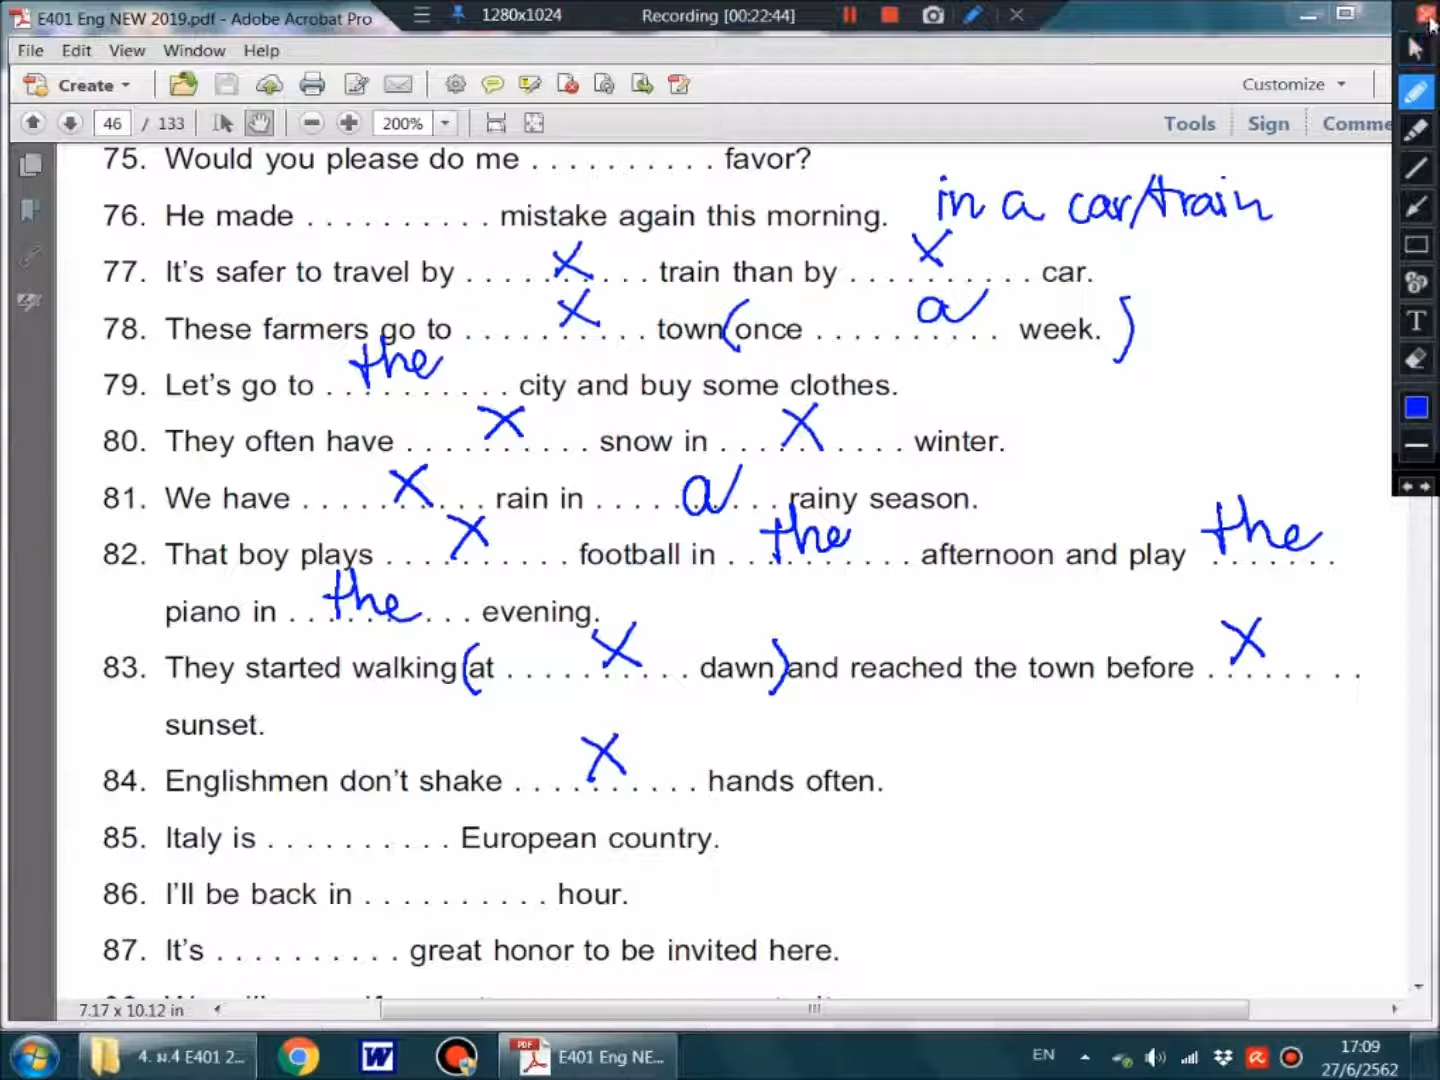 E401 Eng NEW 2019.pdf - Adobe Acrobat Pro
1280x1024
Recording [00:22:44]
File Edit View Window Help
Create
Customize
46 / 133
200%
Tools Sign Comme
75. Would you please do me . . . . . . . . . . favor?
in a car/train
76. He made . . . . . . . . . . mistake again this morning.
77. It's safer to travel by . . . . x . . . . train than by . . . . x . . . . car.
78. These farmers go to . . . . x . . . . town (once . . . . a . . . . week.)
79. Let's go to . . the . . . . city and buy some clothes.
80. They often have . . . . x . . . . snow in . . . . x . . . . winter.
81. We have . . . . x . . . . rain in . . . . a . . . . rainy season.
82. That boy plays . . . . x . . . . football in . . the . . . . afternoon and play the . . . . . . .
piano in . . the . . . . evening.
83. They started walking (at . . . . x . . . . dawn) and reached the town before . . x . . . . . .
sunset.
84. Englishmen don't shake . . . . x . . . . hands often.
85. Italy is . . . . . . . . . . European country.
86. I'll be back in . . . . . . . . . . hour.
87. It's . . . . . . . . . . great honor to be invited here.
7.17 x 10.12 in
4. ม.4 E401 2...
E401 Eng NE...
EN
17:09
27/6/2562